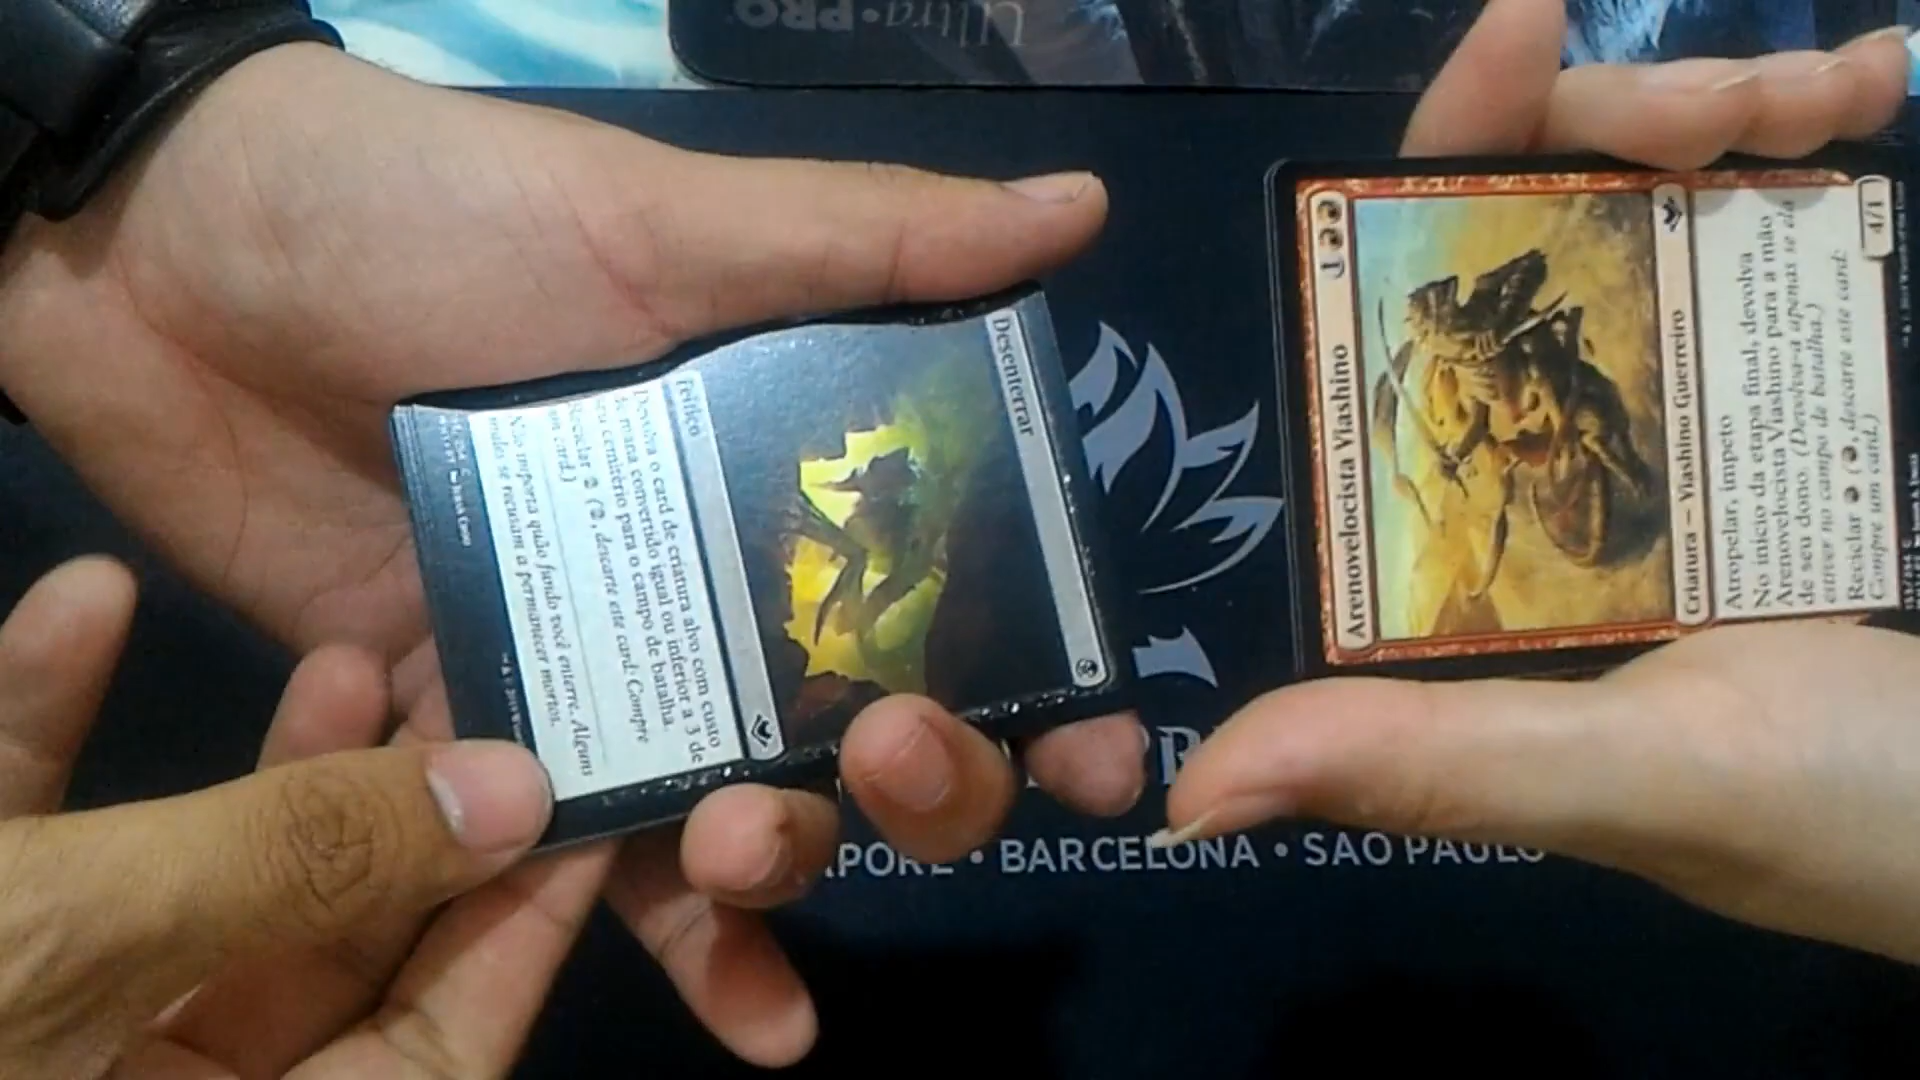 Ultra•PRO
Desenterrar
Feitiço
Devolva o card de criatura alvo com custo
de mana convertido igual ou inferior a 3 de
seu cemitério para o campo de batalha.
Reciclar 2 (2, descarte este card: Compre
um card.)
Não importa quão fundo você enterre. Alguns
males se recusam a permanecer mortos.
Arenovelocista Viashino
1
Criatura — Viashino Guerreiro
Atropelar, ímpeto
No início da etapa final, devolva
Arenovelocista Viashino para a mão
de seu dono. (Devolva-a apenas se ela
estiver no campo de batalha.)
Reciclar (, descarte este card:
Compre um card.)
4/1
• BARCELONA • SAO PAULO